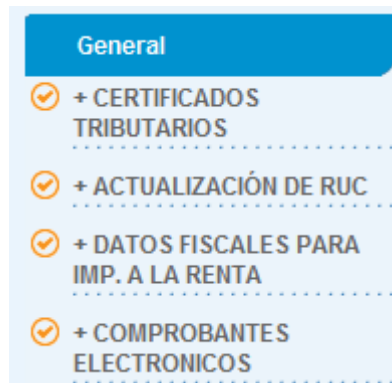 General
+ CERTIFICADOS
TRIBUTARIOS
+ ACTUALIZACIÓN DE RUC
+ DATOS FISCALES PARA
IMP. A LA RENTA
+ COMPROBANTES
ELECTRONICOS